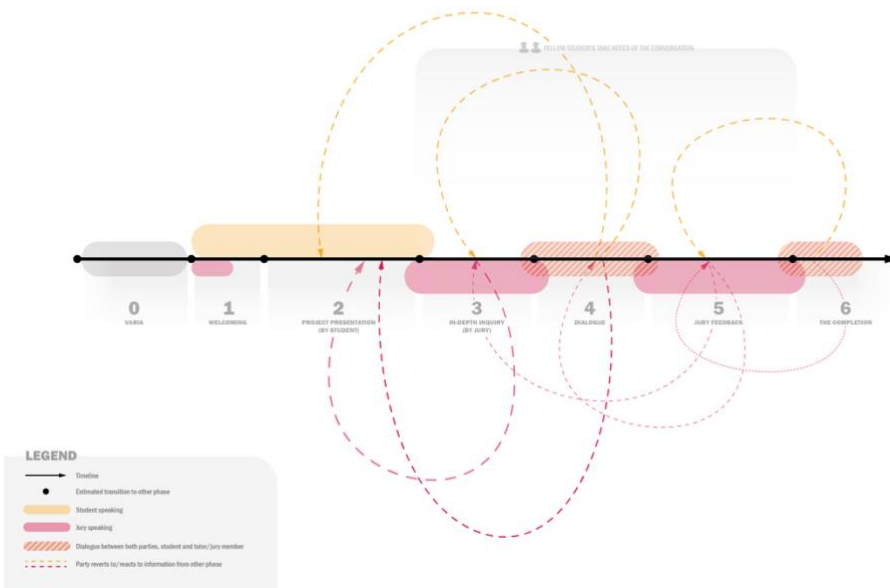 FELLOW STUDENTS TAKE NOTES OF THE CONVERSATION
0
VARIA
1
WELCOMING
2
PROJECT PRESENTATION
(BY STUDENT)
3
IN-DEPTH INQUIRY
(BY JURY)
4
DIALOGUE
5
JURY FEEDBACK
6
THE COMPLETION
LEGEND
Timeline
Estimated transition to other phase
Student speaking
Jury speaking
Dialogue between both parties, student and tutor/jury member
Party reverts to/reacts to information from other phase